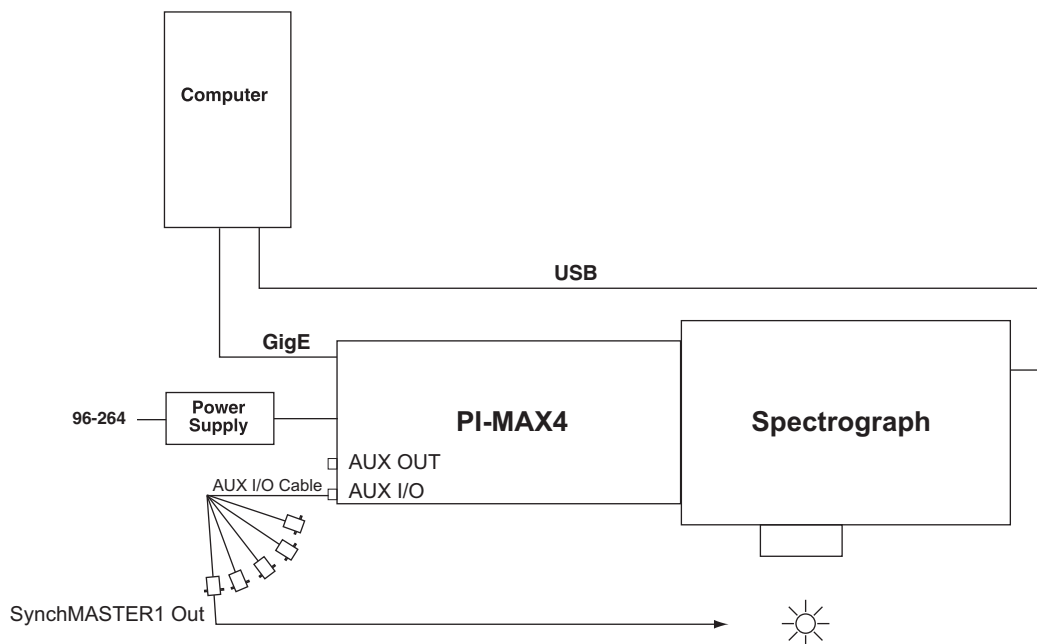 Computer
USB
GigE
96-264
Power
Supply
PI-MAX4
Spectrograph
AUX OUT
AUX I/O Cable
AUX I/O
SynchMASTER1 Out